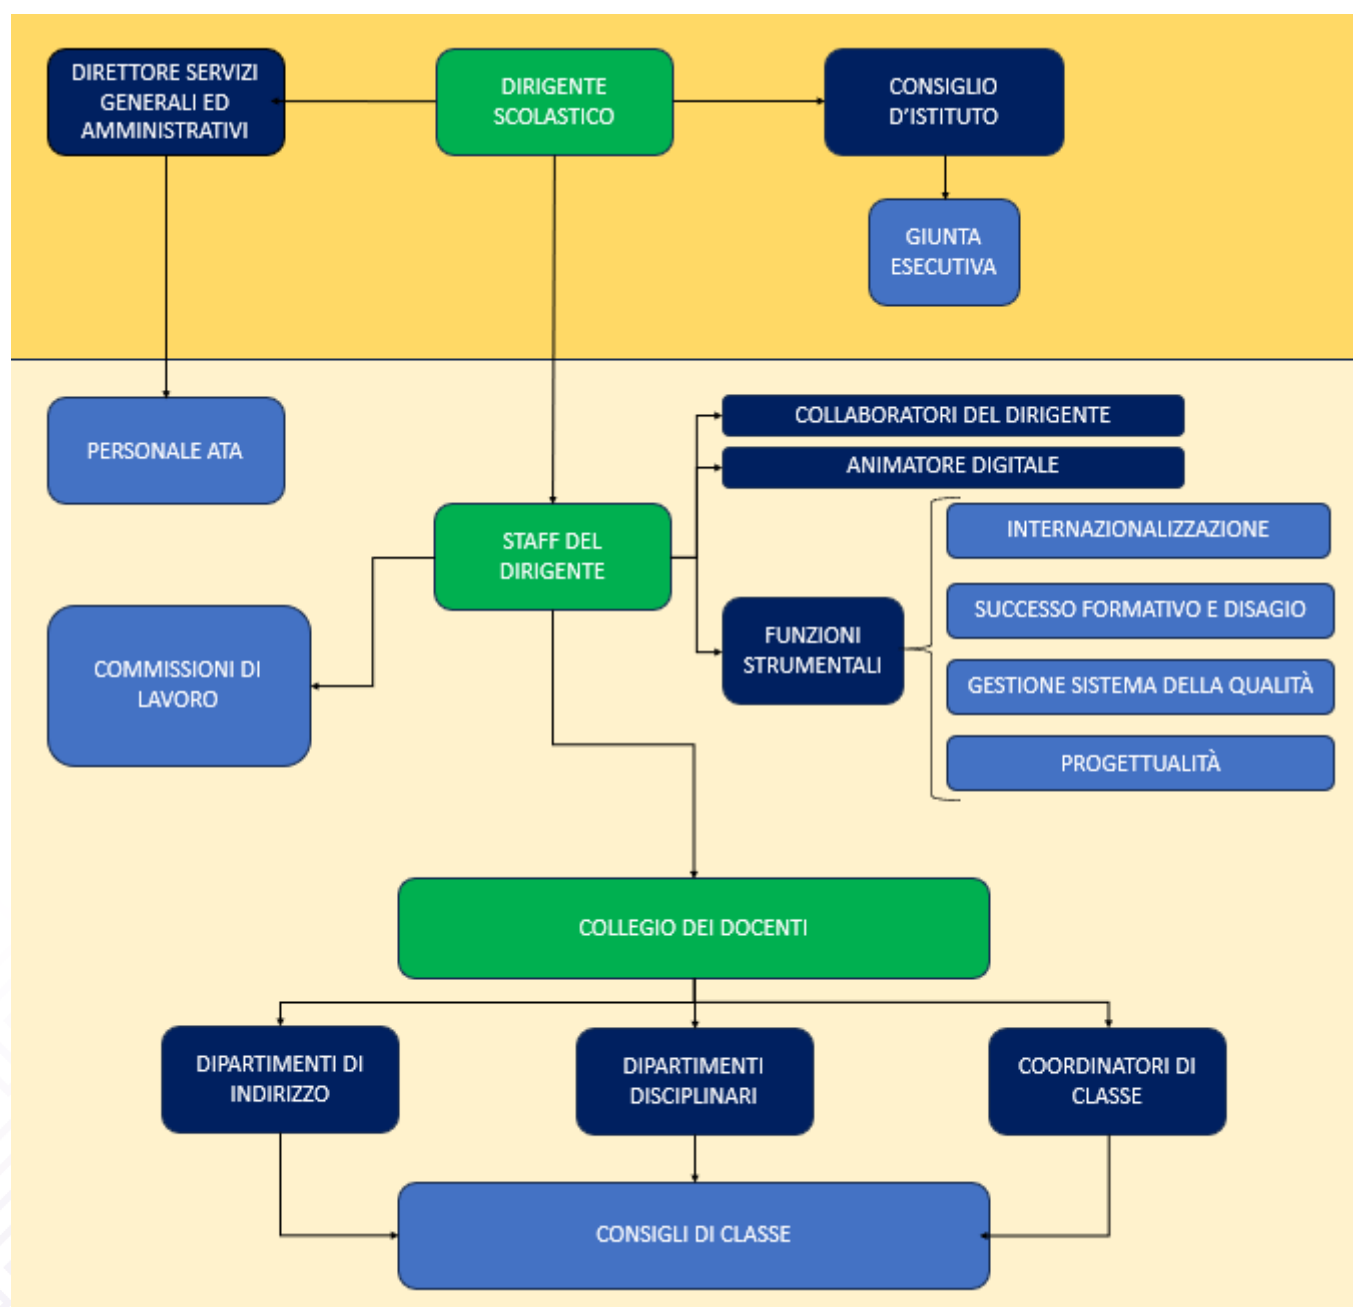 DIRETTORE SERVIZI
GENERALI ED
AMMINISTRATIVI
DIRIGENTE
SCOLASTICO
CONSIGLIO
D'ISTITUTO
GIUNTA
ESECUTIVA
PERSONALE ATA
COLLABORATORI DEL DIRIGENTE
ANIMATORE DIGITALE
STAFF DEL
DIRIGENTE
INTERNAZIONALIZZAZIONE
SUCCESSO FORMATIVO E DISAGIO
FUNZIONI
STRUMENTALI
GESTIONE SISTEMA DELLA QUALITÀ
PROGETTUALITÀ
COMMISSIONI DI
LAVORO
COLLEGIO DEI DOCENTI
DIPARTIMENTI DI
INDIRIZZO
DIPARTIMENTI
DISCIPLINARI
COORDINATORI DI
CLASSE
CONSIGLI DI CLASSE